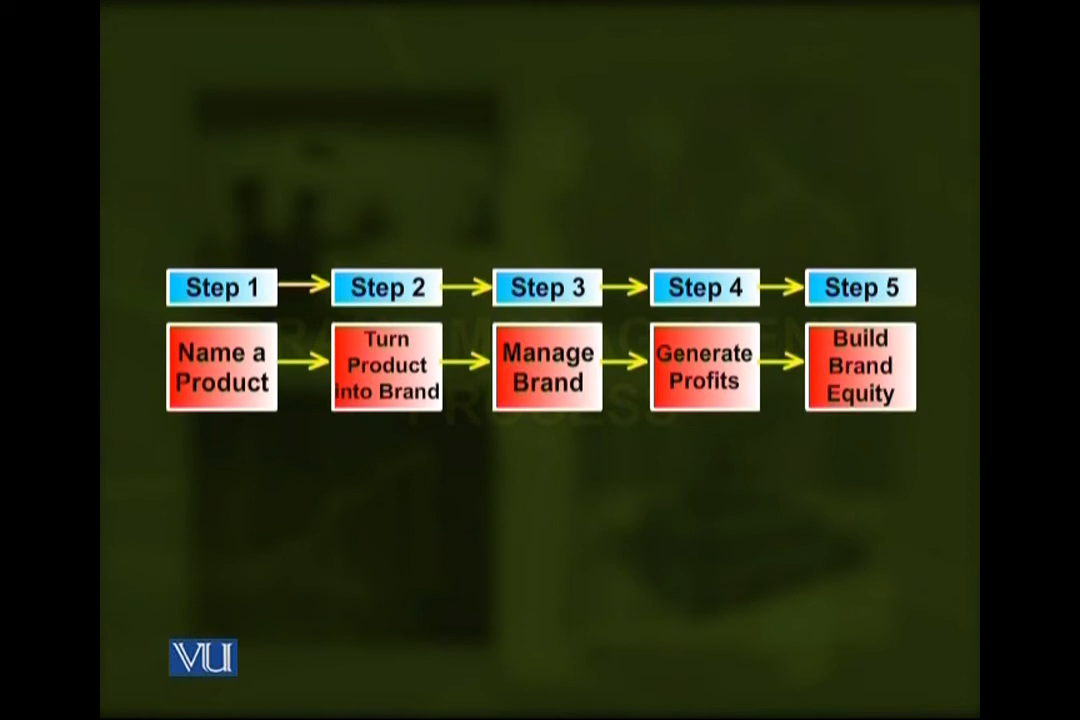 Step 1
Step 2
Step 3
Step 4
Step 5
Name a
Product
Turn
Product
into Brand
Manage
Brand
Generate
Profits
Build
Brand
Equity
PROCESS
VU